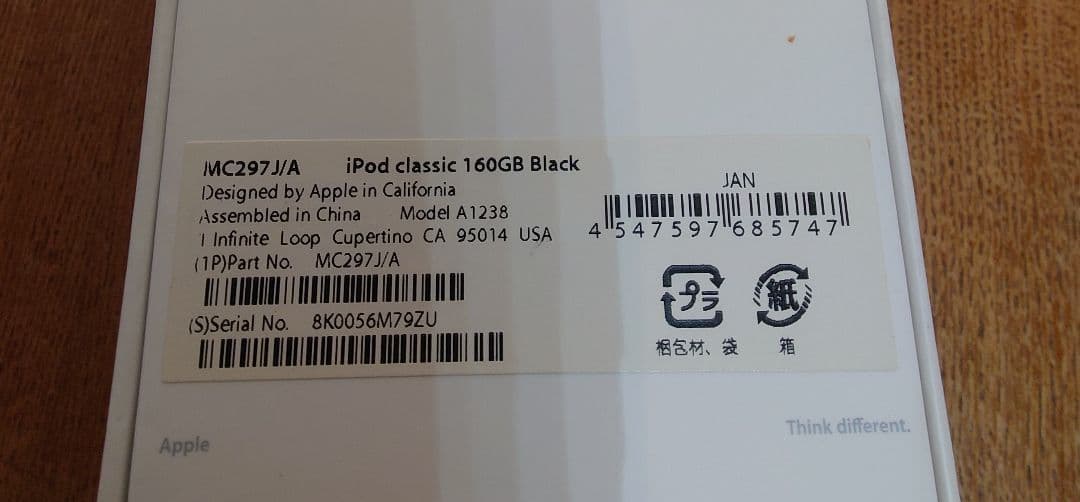 MC297J/A iPod classic 160GB Black
Designed by Apple in California
Assembled in China Model A1238
1 Infinite Loop Cupertino CA 95014 USA
(1P)Part No. MC297J/A
(S)Serial No. 8K0056M79ZU
JAN
4 547597 685747
プラ
紙
梱包材、袋
箱
Apple
Think different.